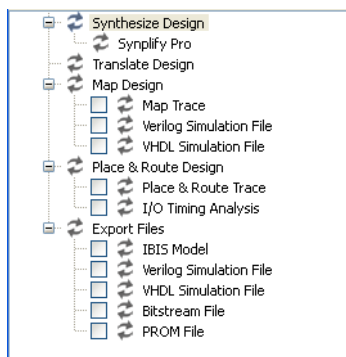 Synthesize Design
Synplify Pro
Translate Design
Map Design
Map Trace
Verilog Simulation File
VHDL Simulation File
Place & Route Design
Place & Route Trace
I/O Timing Analysis
Export Files
IBIS Model
Verilog Simulation File
VHDL Simulation File
Bitstream File
PROM File